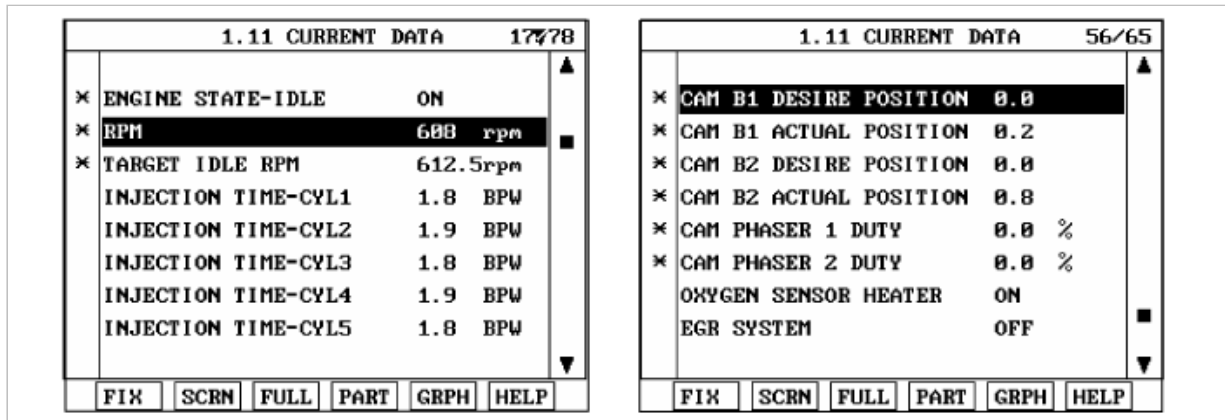 1.11 CURRENT DATA 17/78
* ENGINE STATE-IDLE ON
* RPM 608 rpm
* TARGET IDLE RPM 612.5rpm
INJECTION TIME-CYL1 1.8 BPW
INJECTION TIME-CYL2 1.9 BPW
INJECTION TIME-CYL3 1.8 BPW
INJECTION TIME-CYL4 1.9 BPW
INJECTION TIME-CYL5 1.8 BPW
FIX SCRN FULL PART GRPH HELP
1.11 CURRENT DATA 56/65
* CAM B1 DESIRE POSITION 0.0
* CAM B1 ACTUAL POSITION 0.2
* CAM B2 DESIRE POSITION 0.0
* CAM B2 ACTUAL POSITION 0.8
* CAM PHASER 1 DUTY 0.0 %
* CAM PHASER 2 DUTY 0.0 %
OXYGEN SENSOR HEATER ON
EGR SYSTEM OFF
FIX SCRN FULL PART GRPH HELP